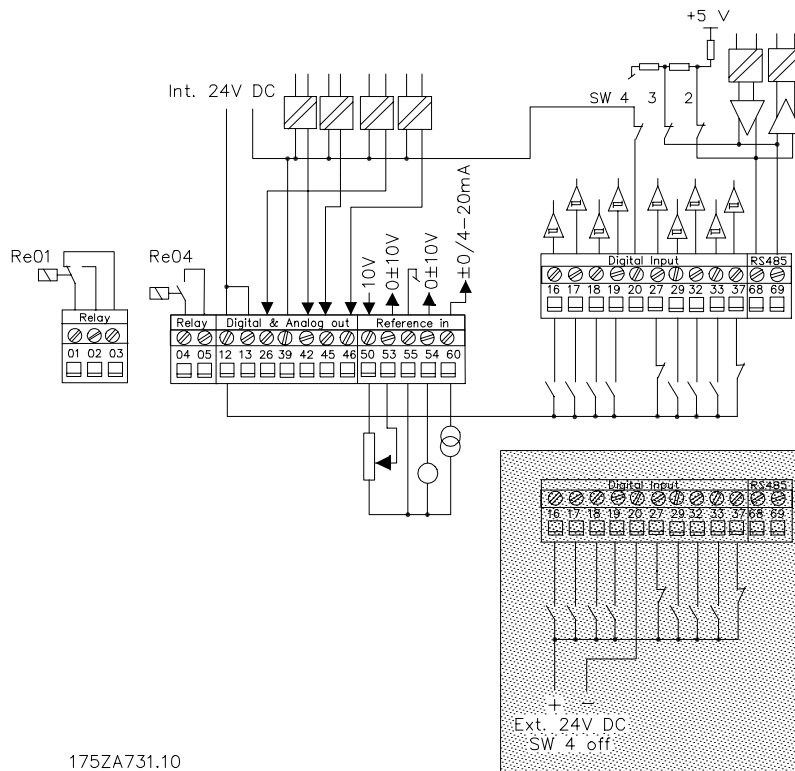 +5 V
Int. 24V DC
SW 4 3 2
10V
0±10V
0±10V
±0/4-20mA
Re01
Re04
Relay
01 02 03
Relay Digital & Analog out Reference in
04 05 12 13 26 39 42 45 46 50 53 55 54 60
Digital Input RS485
16 17 18 19 20 27 29 32 33 37 68 69
Digital Input RS485
16 17 18 19 20 27 29 32 33 37 68 69
+ −
Ext. 24V DC
SW 4 off
175ZA731.10